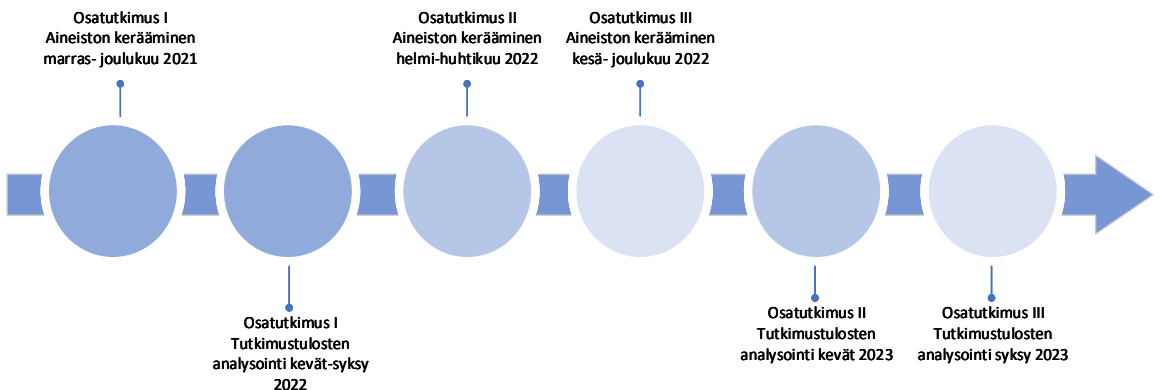 Osatutkimus I
Aineiston kerääminen
marras- joulukuu 2021
Osatutkimus II
Aineiston kerääminen
helmi-huhtikuu 2022
Osatutkimus III
Aineiston kerääminen
kesä- joulukuu 2022
Osatutkimus I
Tutkimustulosten
analysointi kevät-syksy
2022
Osatutkimus II
Tutkimustulosten
analysointi kevät 2023
Osatutkimus III
Tutkimustulosten
analysointi syksy 2023